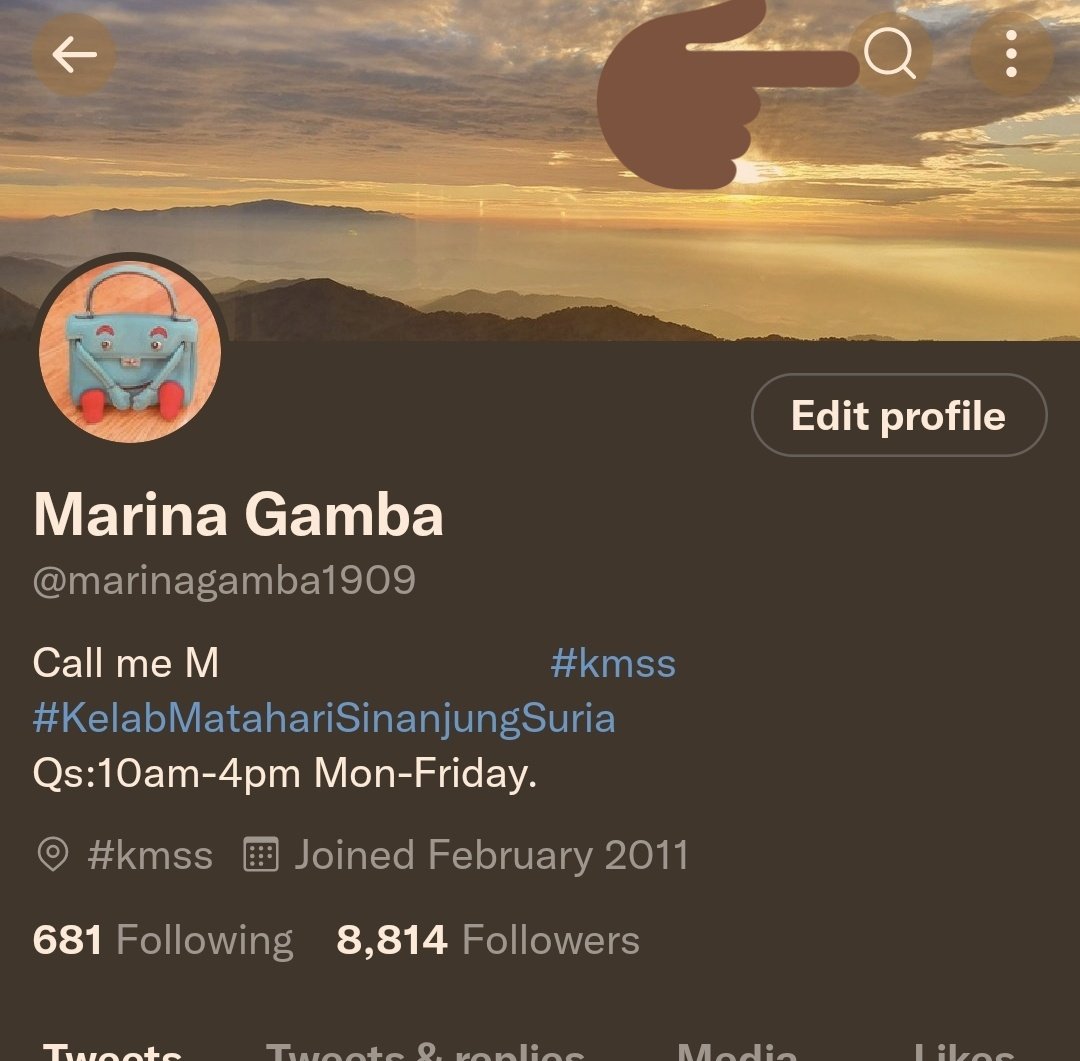 Edit profile
Marina Gamba
@marinagamba1909
Call me M #kmss
#KelabMatahariSinanjungSuria
Qs:10am-4pm Mon-Friday.
#kmss Joined February 2011
681 Following 8,814 Followers
Tweets Tweets & replies Media Likes